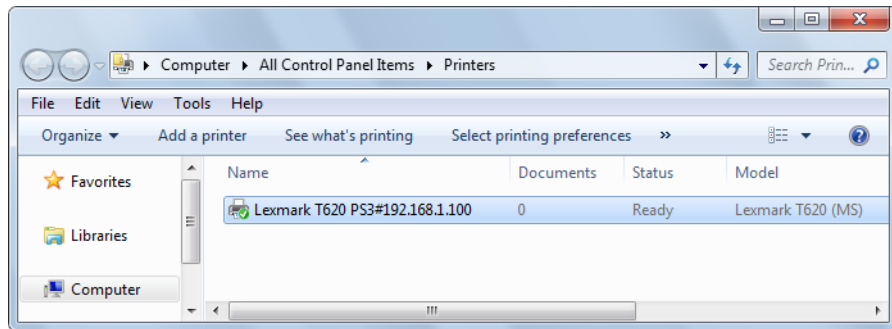 Computer All Control Panel Items Printers Search Prin...
File Edit View Tools Help
Organize Add a printer See what's printing Select printing preferences »
Name Documents Status Model
Favorites
Lexmark T620 PS3#192.168.1.100 0 Ready Lexmark T620 (MS)
Libraries
Computer